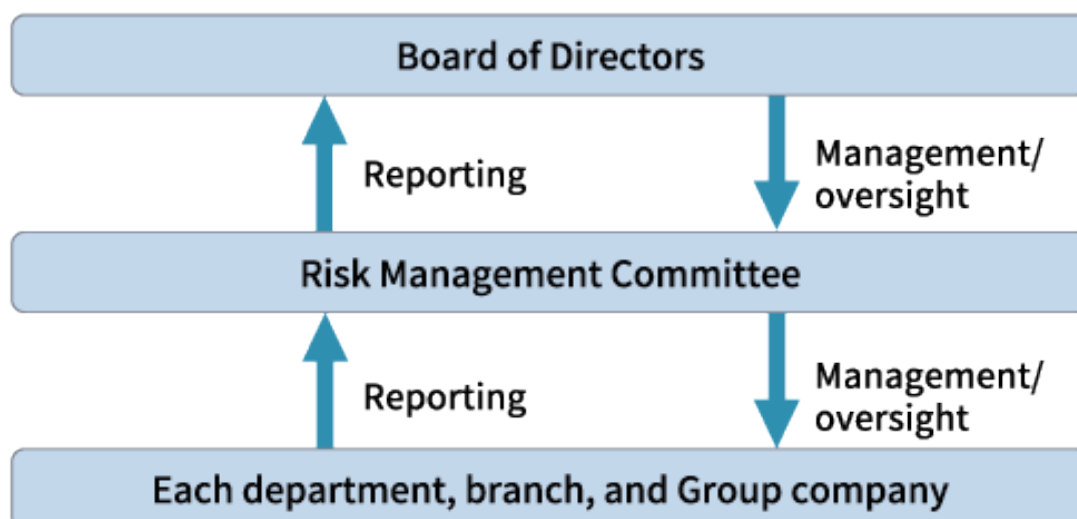 Board of Directors
Reporting
Management/
oversight
Risk Management Committee
Reporting
Management/
oversight
Each department, branch, and Group company